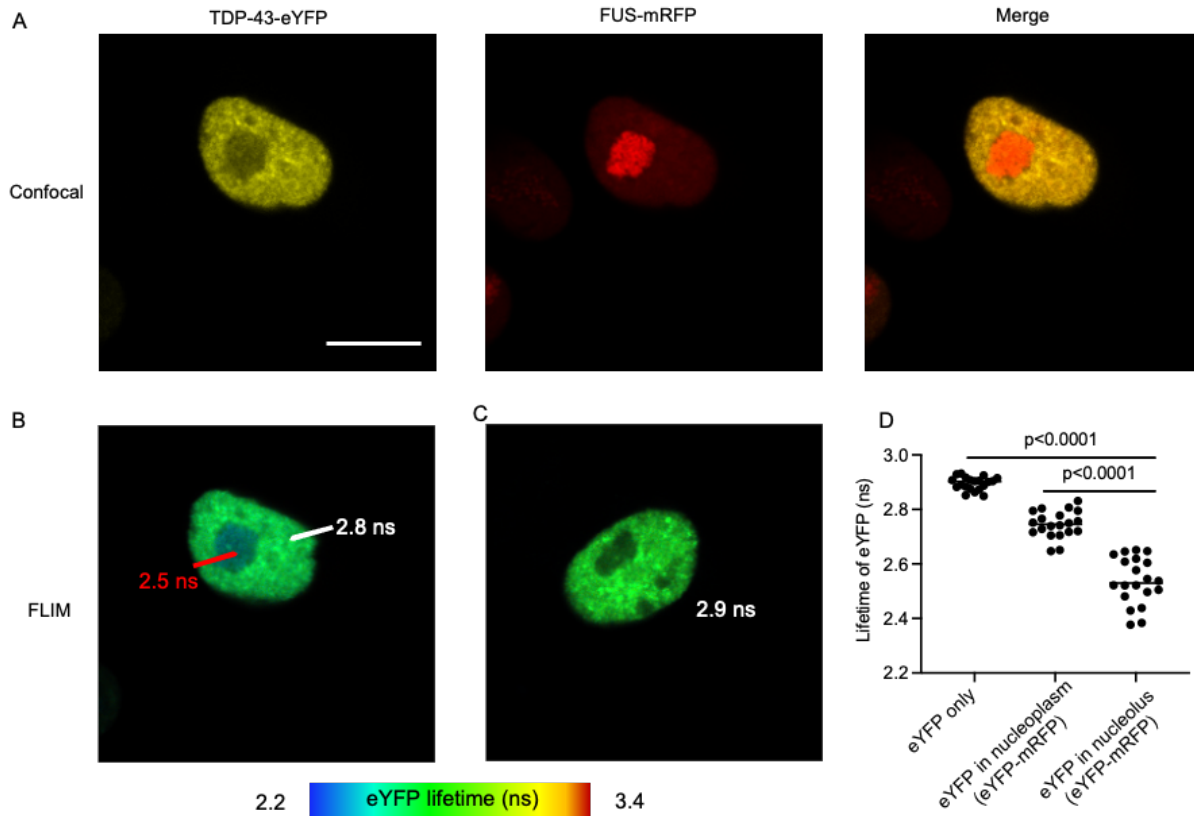 A
TDP-43-eYFP
FUS-mRFP
Merge
Confocal
B
C
D
FLIM
2.8 ns
2.5 ns
2.9 ns
p<0.0001
p<0.0001
Lifetime of eYFP (ns)
3.0
2.8
2.6
2.4
2.2
eYFP only
eYFP in nucleoplasm
(eYFP-mRFP)
eYFP in nucleolus
(eYFP-mRFP)
2.2
eYFP lifetime (ns)
3.4